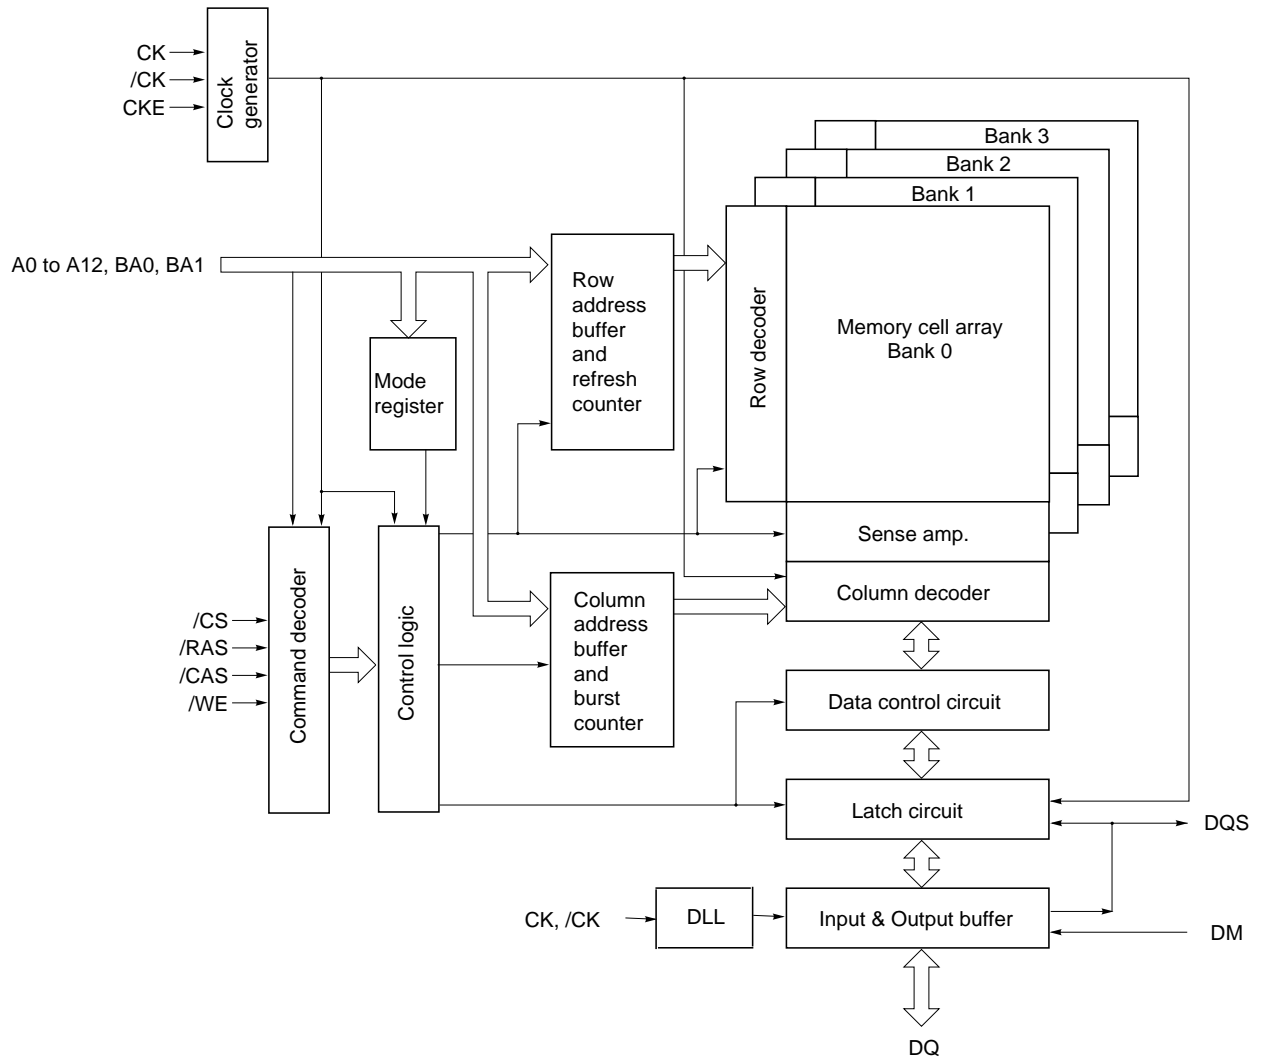 CK
/CK
CKE
Clock
generator
Bank 3
Bank 2
Bank 1
A0 to A12, BA0, BA1
Row
address
buffer
and
refresh
counter
Row decoder
Memory cell array
Bank 0
Mode
register
Sense amp.
Column decoder
Command decoder
Control logic
/CS
/RAS
/CAS
/WE
Column
address
buffer
and
burst
counter
Data control circuit
Latch circuit
DQS
CK, /CK
DLL
Input & Output buffer
DM
DQ